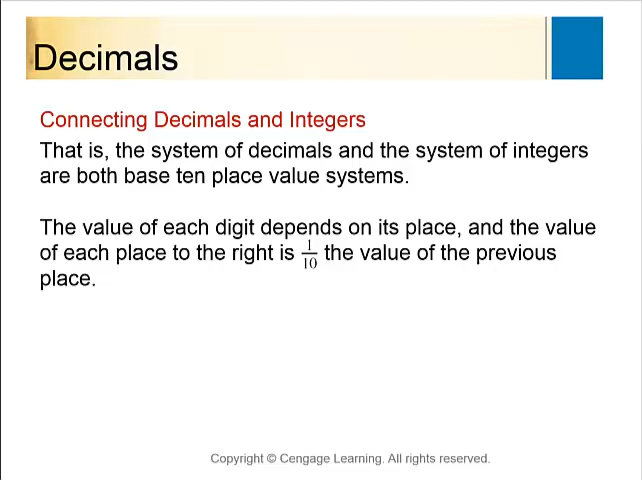 Decimals
Connecting Decimals and Integers
That is, the system of decimals and the system of integers
are both base ten place value systems.
The value of each digit depends on its place, and the value
of each place to the right is 1/10 the value of the previous
place.
Copyright © Cengage Learning. All rights reserved.